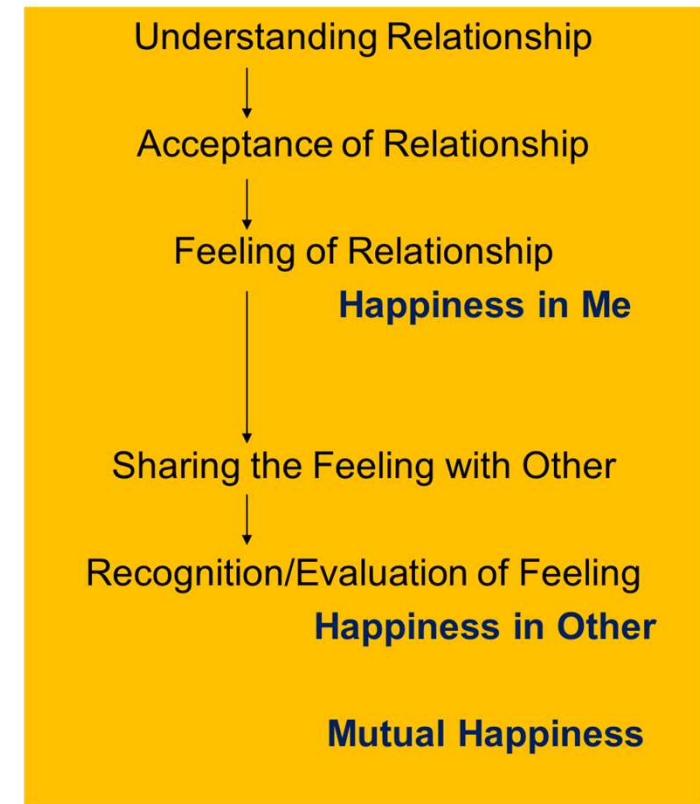 Understanding Relationship
Acceptance of Relationship
Feeling of Relationship
Happiness in Me
Sharing the Feeling with Other
Recognition/Evaluation of Feeling
Happiness in Other
Mutual Happiness